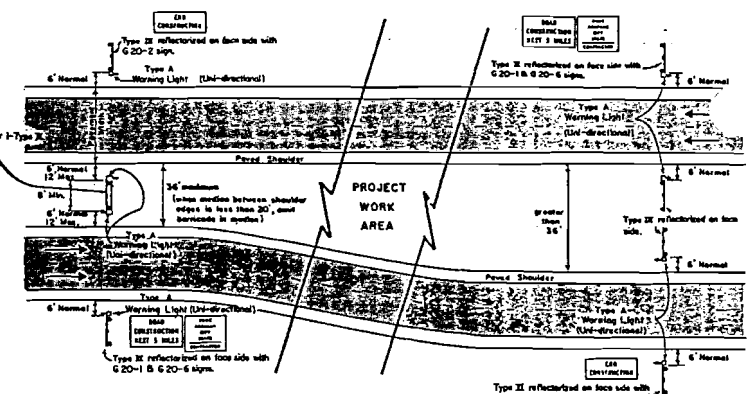 END
CONSTRUCTION
Type III reflectorized on face side with
G 20-2 sign.
6' Normal
Type A
Warning Light (Uni-directional)
ROAD
CONSTRUCTION
NEXT 5 MILES
Type III reflectorized on face side with
G 20-1 & G 20-6 signs.
6' Normal
Type A
Warning Light
(Uni-directional)
Paved Shoulder
6' Normal
12' Max.
8' Min.
6' Normal
12' Max.
36' maximum
(when median between shoulder
edges is less than 20', omit
barricade in median)
PROJECT
WORK
AREA
greater
than
36'
6' Normal
Type III reflectorized on face
side.
6' Normal
Type A
Warning Light
(Uni-directional)
Paved Shoulder
Type A
Warning Light
(Uni-directional)
6' Normal
Type A
Warning Light (Uni-directional)
ROAD
CONSTRUCTION
NEXT 5 MILES
Type III reflectorized on face side with
G 20-1 & G 20-6 signs.
6' Normal
END
CONSTRUCTION
Type III reflectorized on face side with